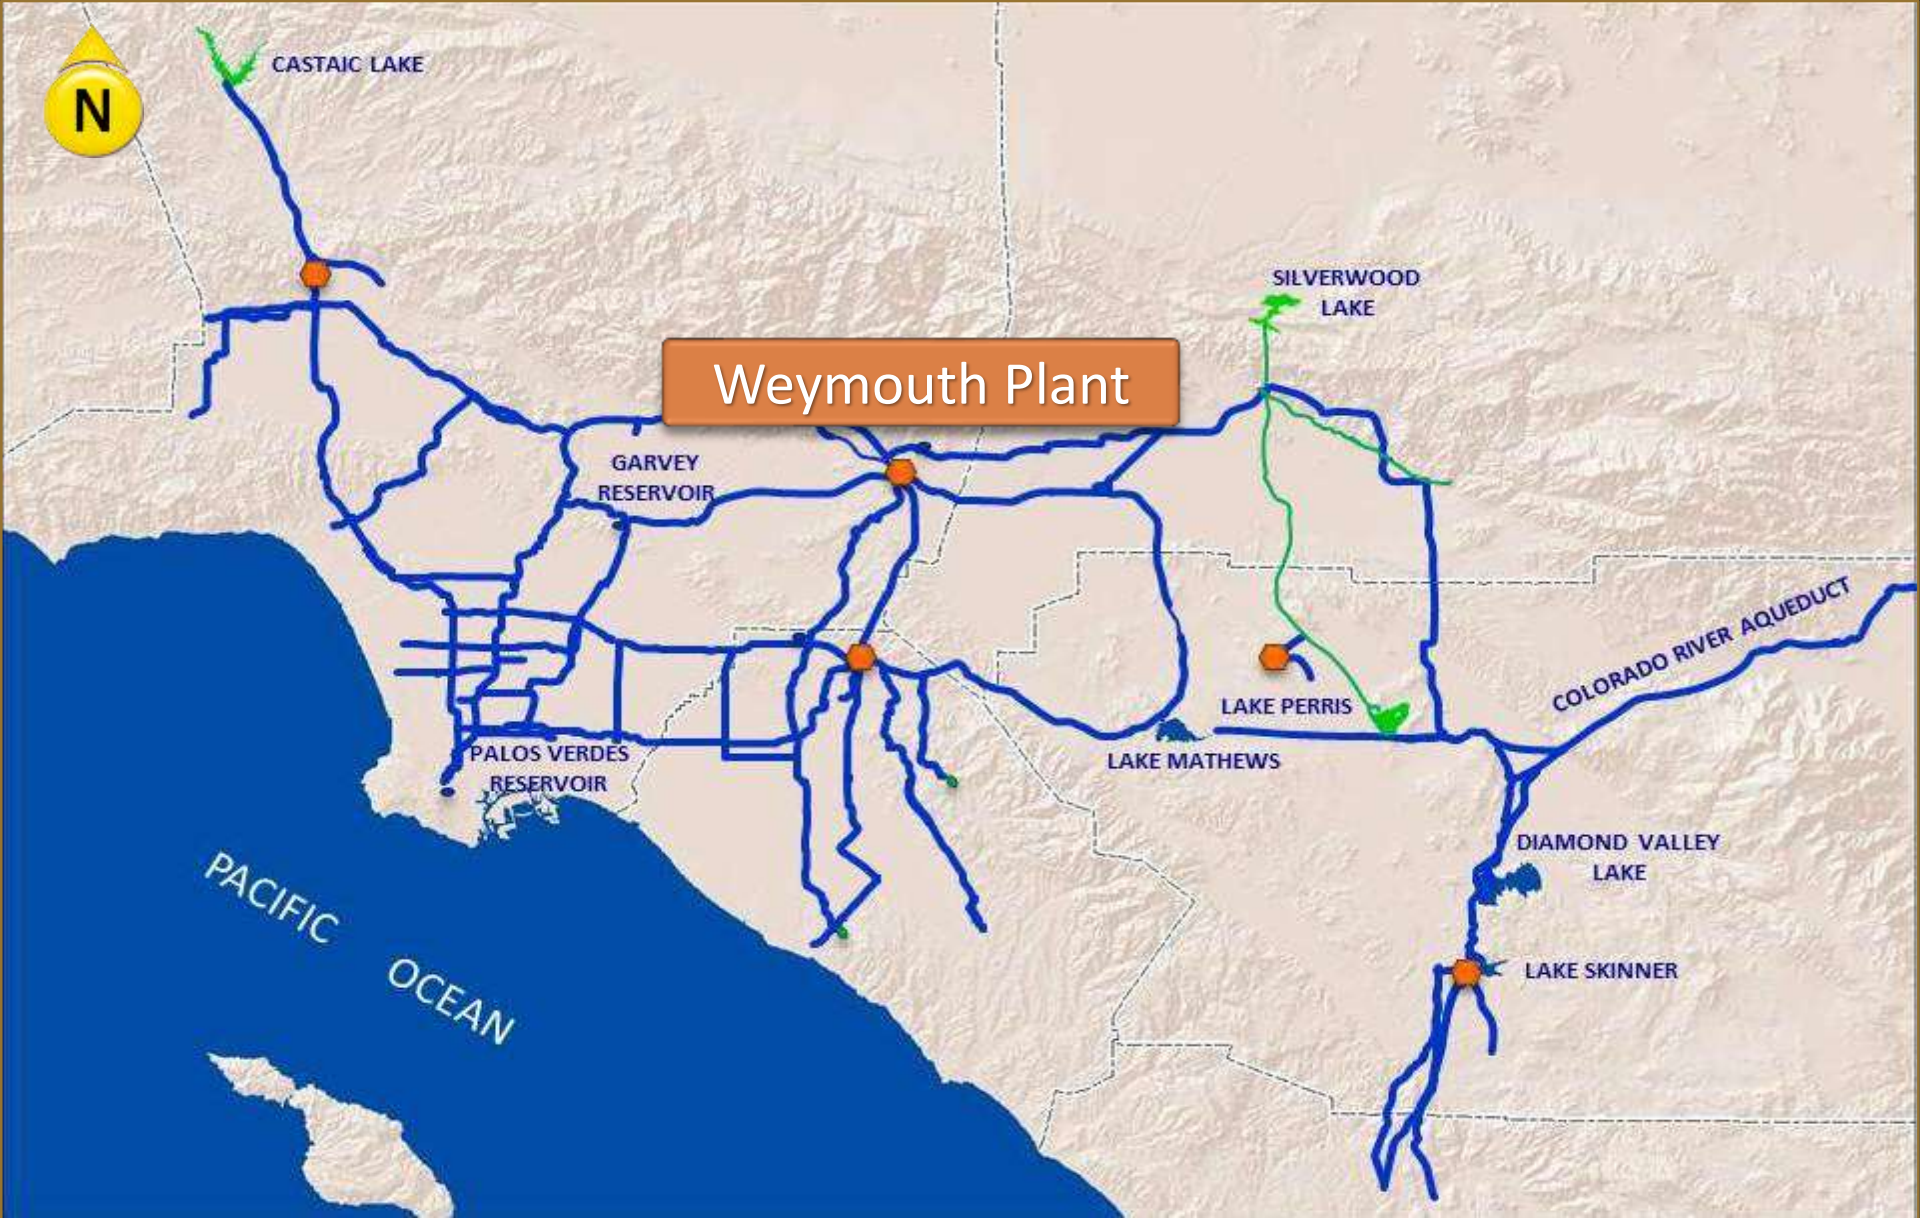 CASTAIC LAKE
N
SILVERWOOD
LAKE
Weymouth Plant
GARVEY
RESERVOIR
COLORADO RIVER AQUEDUCT
LAKE PERRIS
PALOS VERDES
RESERVOIR
LAKE MATHEWS
DIAMOND VALLEY
LAKE
PACIFIC
OCEAN
LAKE SKINNER